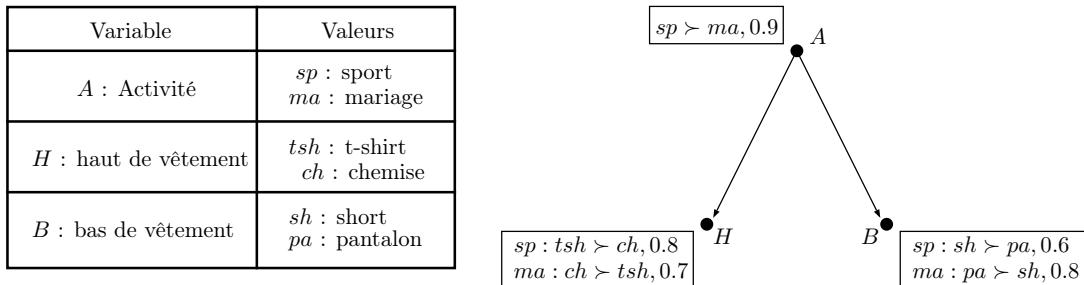 Variable Valeurs
A : Activité
sp : sport
ma : mariage
H : haut de vêtement
tsh : t-shirt
ch : chemise
B : bas de vêtement
sh : short
pa : pantalon
sp ≻ ma, 0.9
A
H
sp : tsh ≻ ch, 0.8
ma : ch ≻ tsh, 0.7
B
sp : sh ≻ pa, 0.6
ma : pa ≻ sh, 0.8